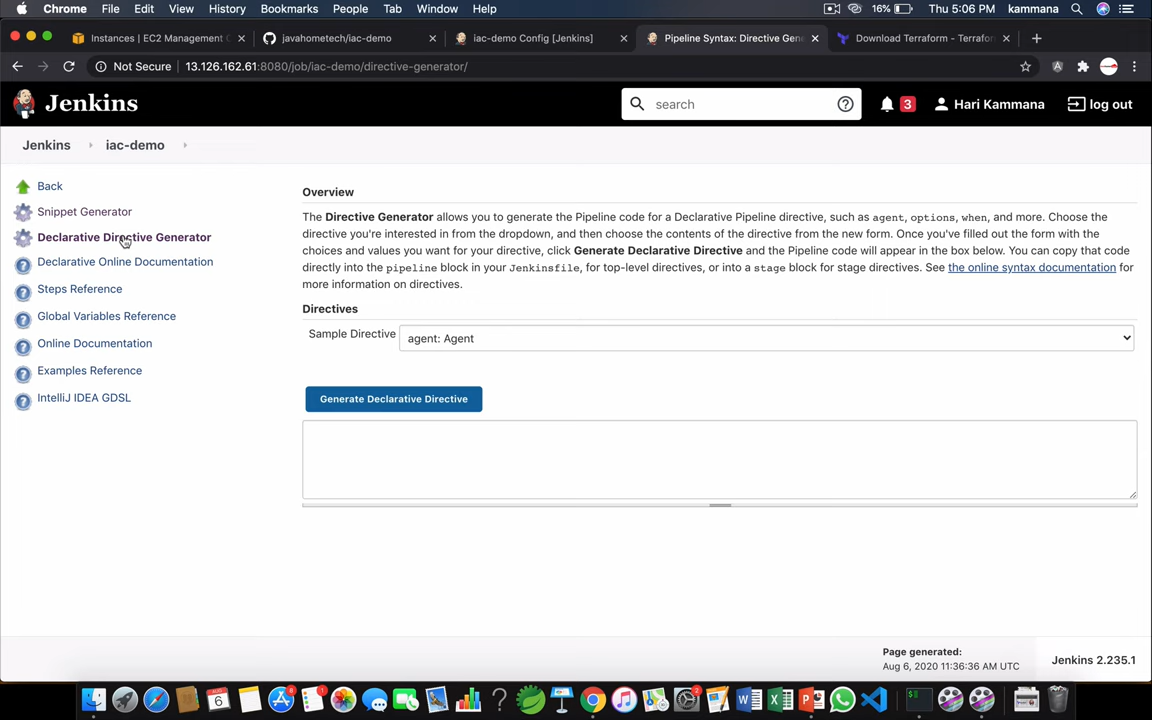 Chrome File Edit View History Bookmarks People Tab Window Help 16% Thu 5:06 PM kammana
Instances | EC2 Management C
javahometech/iac-demo
iac-demo Config [Jenkins]
Pipeline Syntax: Directive Gen
Download Terraform - Terrafor
Not Secure 13.126.162.61:8080/job/iac-demo/directive-generator/
Jenkins
search
3
Hari Kammana
log out
Jenkins iac-demo
Back
Snippet Generator
Declarative Directive Generator
Declarative Online Documentation
Steps Reference
Global Variables Reference
Online Documentation
Examples Reference
IntelliJ IDEA GDSL
Overview
The Directive Generator allows you to generate the Pipeline code for a Declarative Pipeline directive, such as agent, options, when, and more. Choose the
directive you're interested in from the dropdown, and then choose the contents of the directive from the new form. Once you've filled out the form with the
choices and values you want for your directive, click Generate Declarative Directive and the Pipeline code will appear in the box below. You can copy that code
directly into the pipeline block in your Jenkinsfile, for top-level directives, or into a stage block for stage directives. See the online syntax documentation for
more information on directives.
Directives
Sample Directive agent: Agent
Generate Declarative Directive
Page generated:
Aug 6, 2020 11:36:36 AM UTC
Jenkins 2.235.1